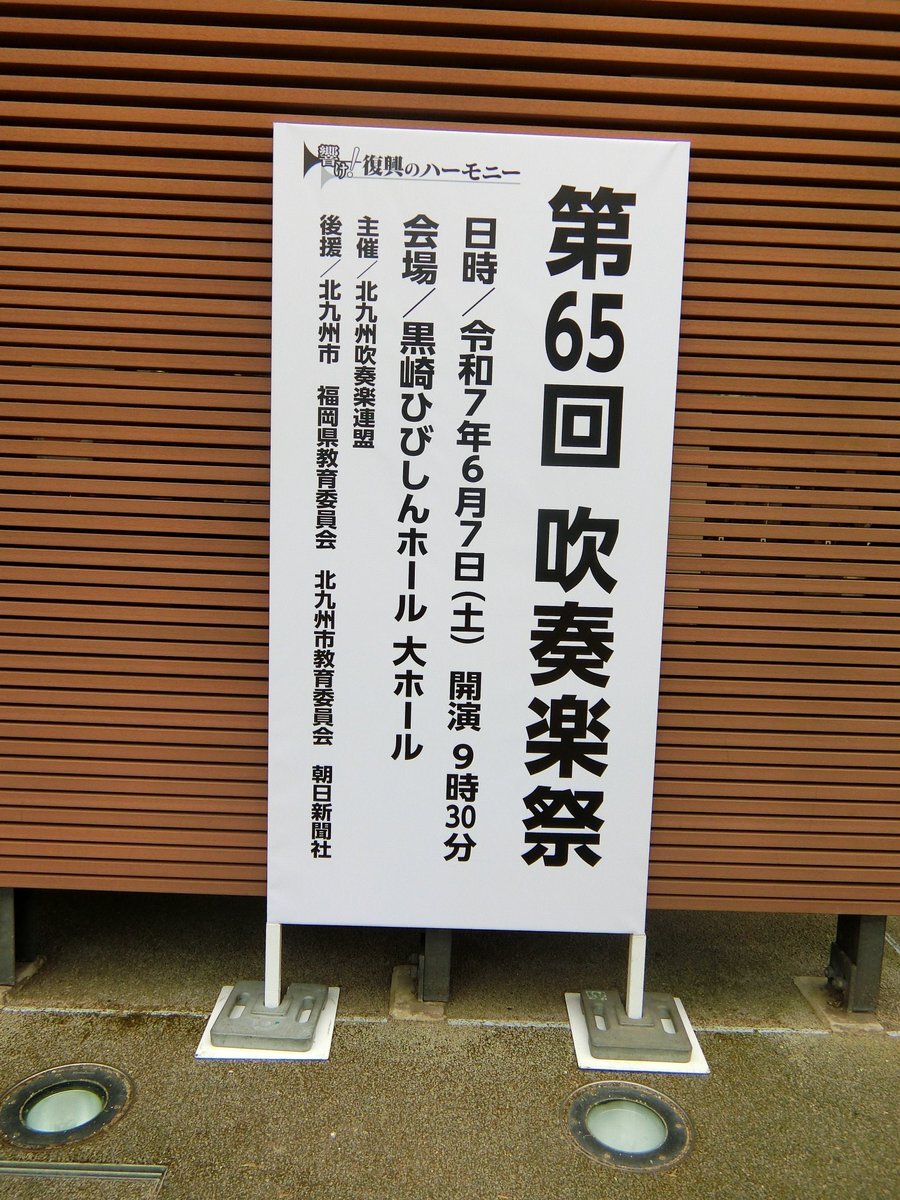 響け!復興のハーモニー
第65回 吹奏楽祭
日時/令和7年6月7日(土) 開演 9時30分
会場/黒崎ひびしんホール 大ホール
主催/北九州吹奏楽連盟
後援/北九州市 福岡県教育委員会 北九州市教育委員会 朝日新聞社